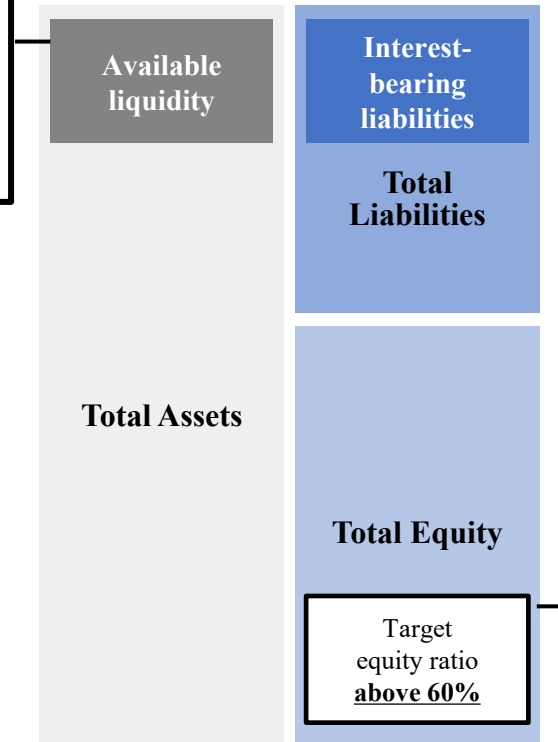 Available
liquidity
Interest-
bearing
liabilities
Total
Liabilities
Total Assets
Total Equity
Target
equity ratio
above 60%